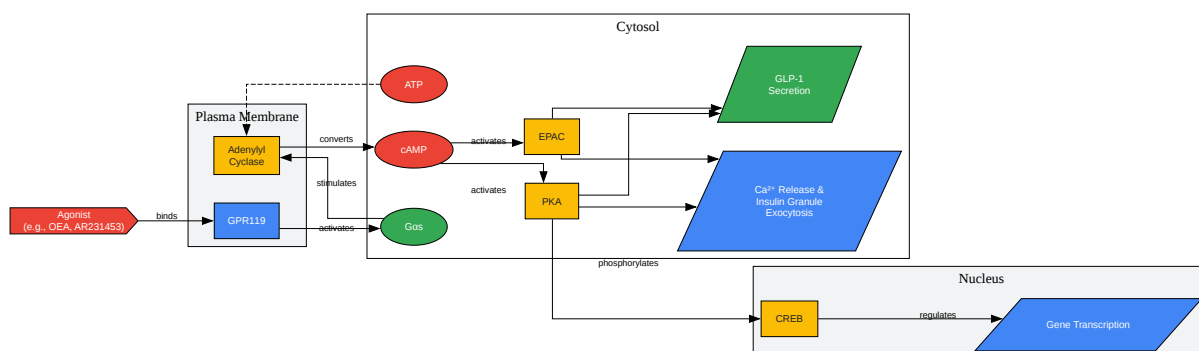 Cytosol
ATP
GLP-1
Secretion
Plasma Membrane
Adenylyl
Cyclase
converts
cAMP
activates
EPAC
stimulates
activates
PKA
Ca²⁺ Release &
Insulin Granule
Exocytosis
Agonist
(e.g., OEA, AR231453)
binds
GPR119
activates
Gαs
phosphorylates
Nucleus
CREB
regulates
Gene Transcription